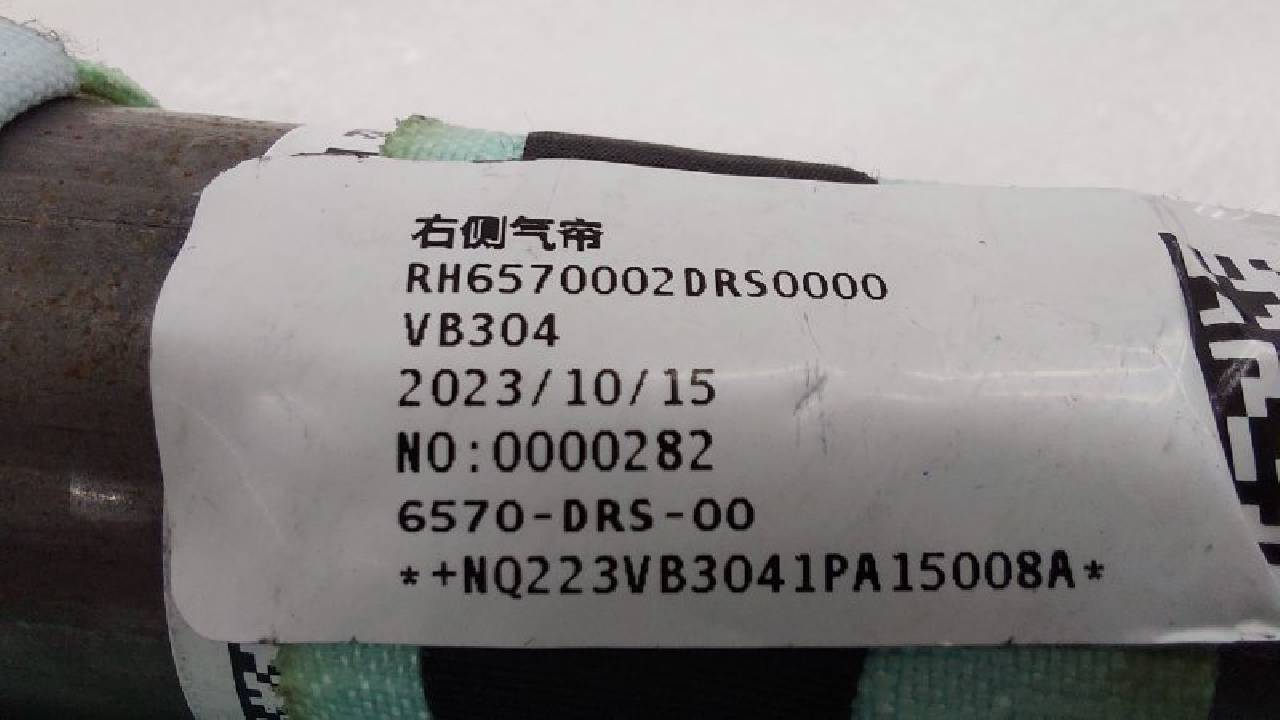 右侧气帘
RH6570002DRS0000
VB304
2023/10/15
NO:0000282
6570-DRS-00
*+NQ223VB3041PA15008A*